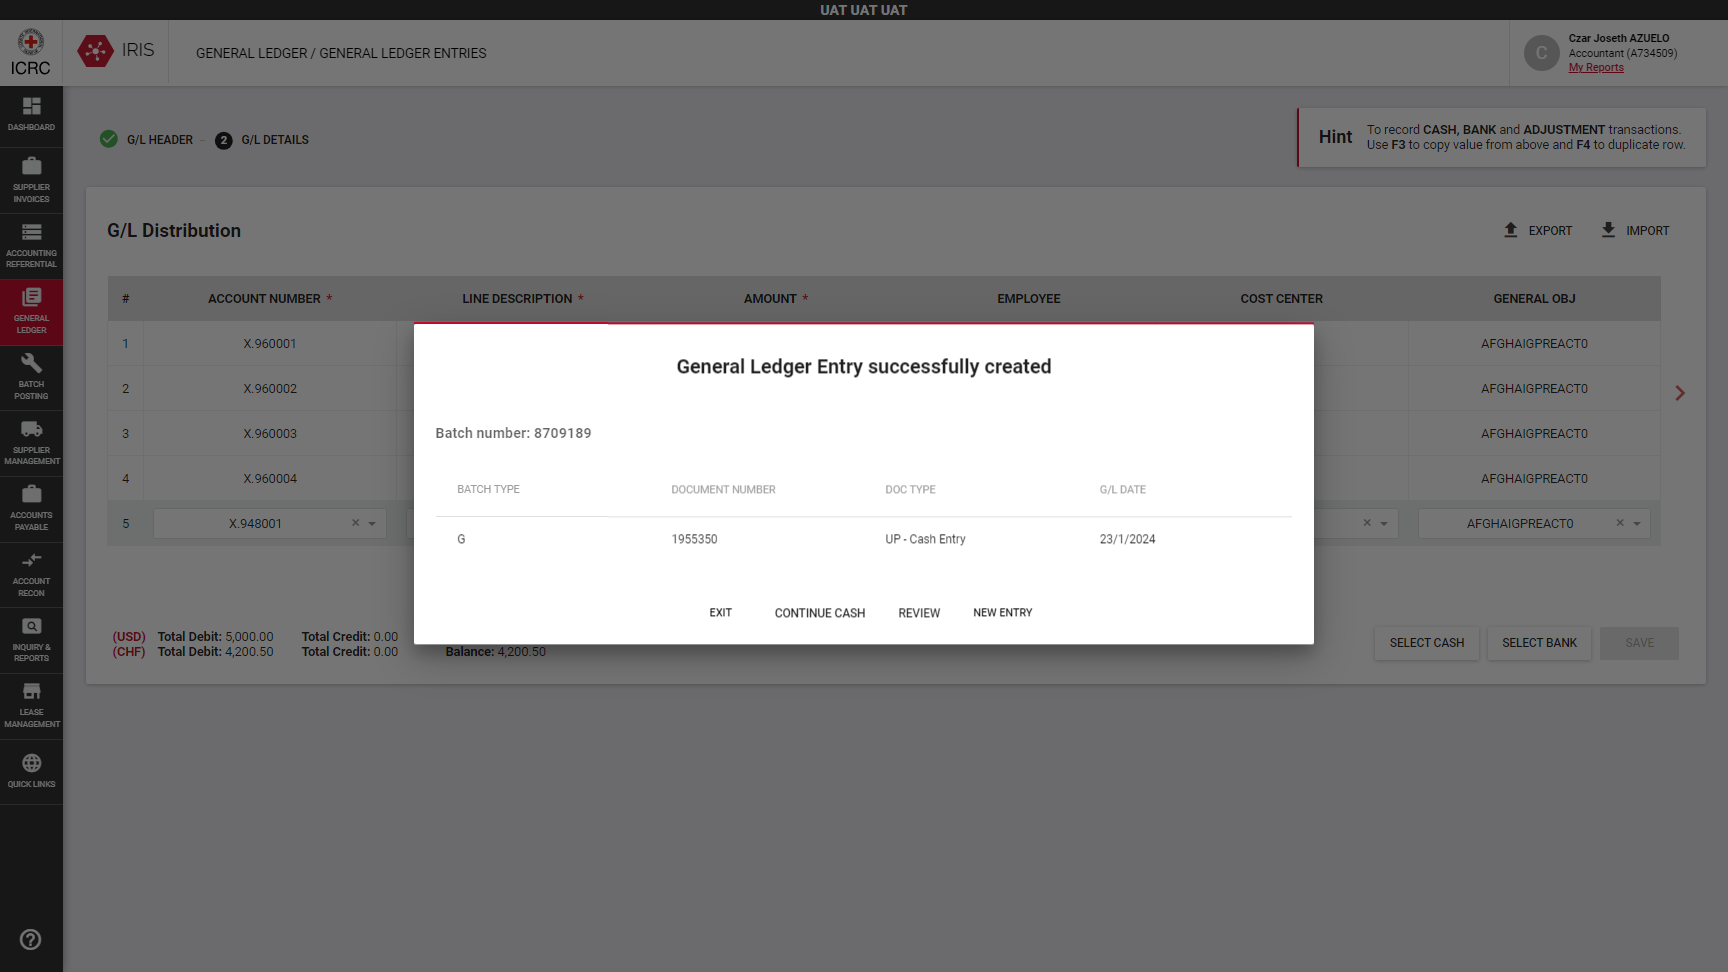 UAT UAT UAT
ICRC
IRIS
GENERAL LEDGER / GENERAL LEDGER ENTRIES
C
Czar Joseth AZUELO
Accountant (A734509)
My Reports
DASHBOARD
SUPPLIER
INVOICES
ACCOUNTING
REFERENTIAL
GENERAL
LEDGER
BATCH
POSTING
SUPPLIER
MANAGEMENT
ACCOUNTS
PAYABLE
ACCOUNT
RECON
INQUIRY &
REPORTS
LEASE
MANAGEMENT
QUICK LINKS
G/L HEADER
2 G/L DETAILS
Hint
To record CASH, BANK and ADJUSTMENT transactions.
Use F3 to copy value from above and F4 to duplicate row.
G/L Distribution
EXPORT IMPORT
# ACCOUNT NUMBER * LINE DESCRIPTION * AMOUNT * EMPLOYEE COST CENTER GENERAL OBJ
1 X.960001 AFGHAIGPREACT0
2 X.960002 AFGHAIGPREACT0
3 X.960003 AFGHAIGPREACT0
4 X.960004 AFGHAIGPREACT0
5 X.948001 × × AFGHAIGPREACT0 ×
General Ledger Entry successfully created
Batch number: 8709189
BATCH TYPE DOCUMENT NUMBER DOC TYPE G/L DATE
G 1955350 UP - Cash Entry 23/1/2024
EXIT CONTINUE CASH REVIEW NEW ENTRY
(USD) Total Debit: 5,000.00 Total Credit: 0.00
(CHF) Total Debit: 4,200.50 Total Credit: 0.00 Balance: 4,200.50
SELECT CASH SELECT BANK SAVE